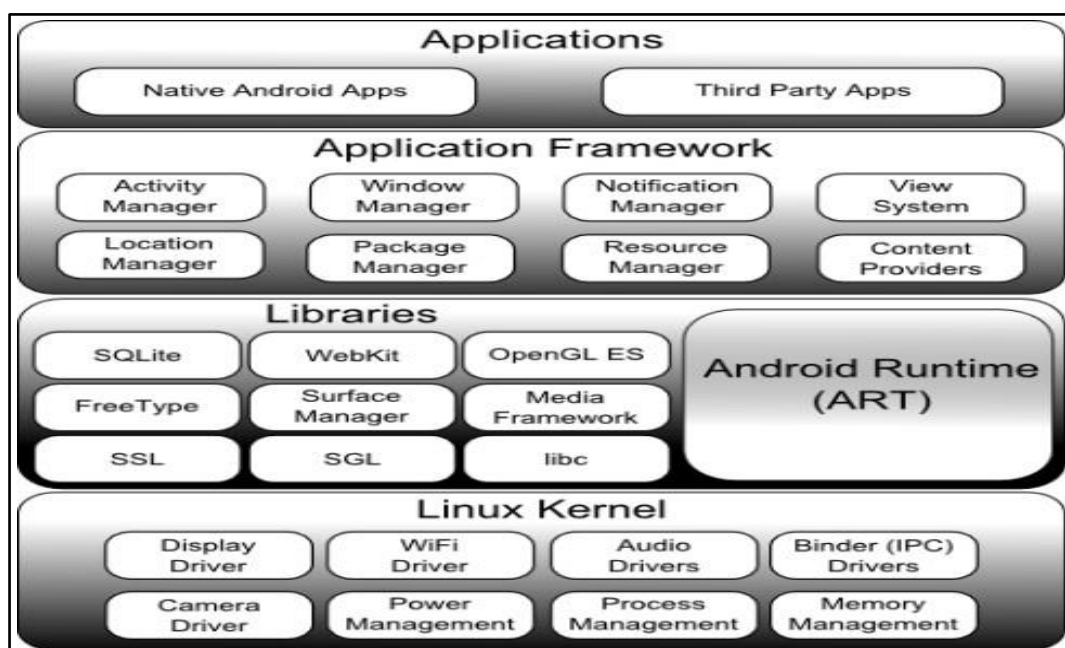 Applications
Native Android Apps
Third Party Apps
Application Framework
Activity
Manager
Window
Manager
Notification
Manager
View
System
Location
Manager
Package
Manager
Resource
Manager
Content
Providers
Libraries
SQLite
WebKit
OpenGL ES
FreeType
Surface
Manager
Media
Framework
SSL
SGL
libc
Android Runtime
(ART)
Linux Kernel
Display
Driver
WiFi
Driver
Audio
Drivers
Binder (IPC)
Drivers
Camera
Driver
Power
Management
Process
Management
Memory
Management